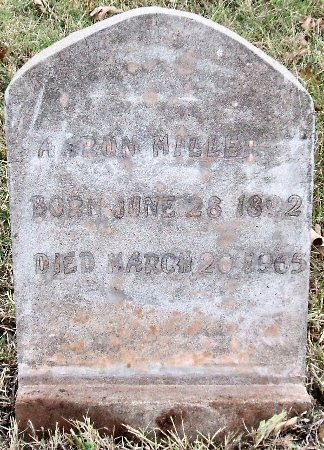 AARON MILLER
BORN JUNE 28
DIED MARCH 20 1965